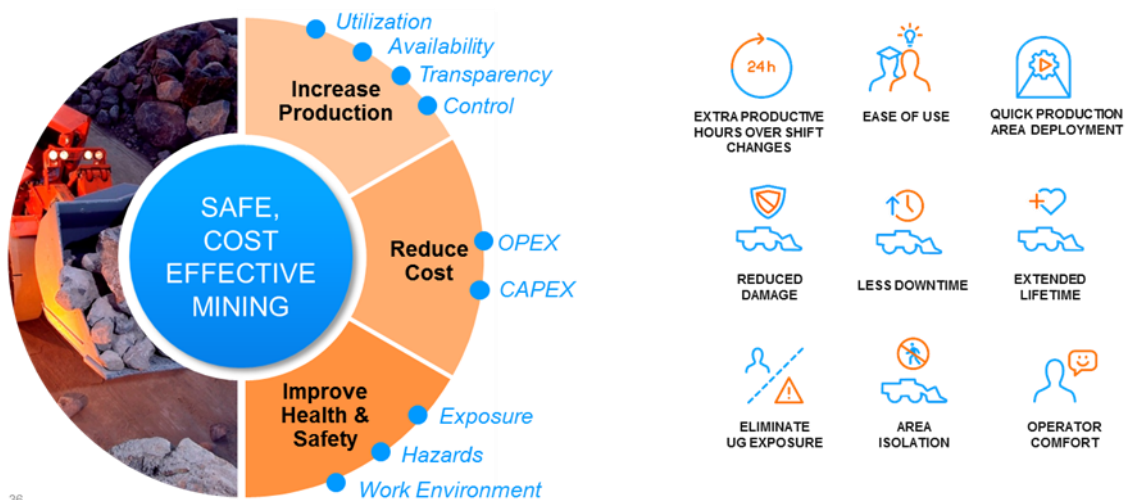 Utilization
Availability
Transparency
Control
Increase
Production
SAFE,
COST
EFFECTIVE
MINING
Reduce
Cost
OPEX
CAPEX
Improve
Health &
Safety
Exposure
Hazards
Work Environment
24h
EXTRA PRODUCTIVE
HOURS OVER SHIFT
CHANGES
EASE OF USE
QUICK PRODUCTION
AREA DEPLOYMENT
REDUCED
DAMAGE
LESS DOWNTIME
EXTENDED
LIFETIME
ELIMINATE
UG EXPOSURE
AREA
ISOLATION
OPERATOR
COMFORT